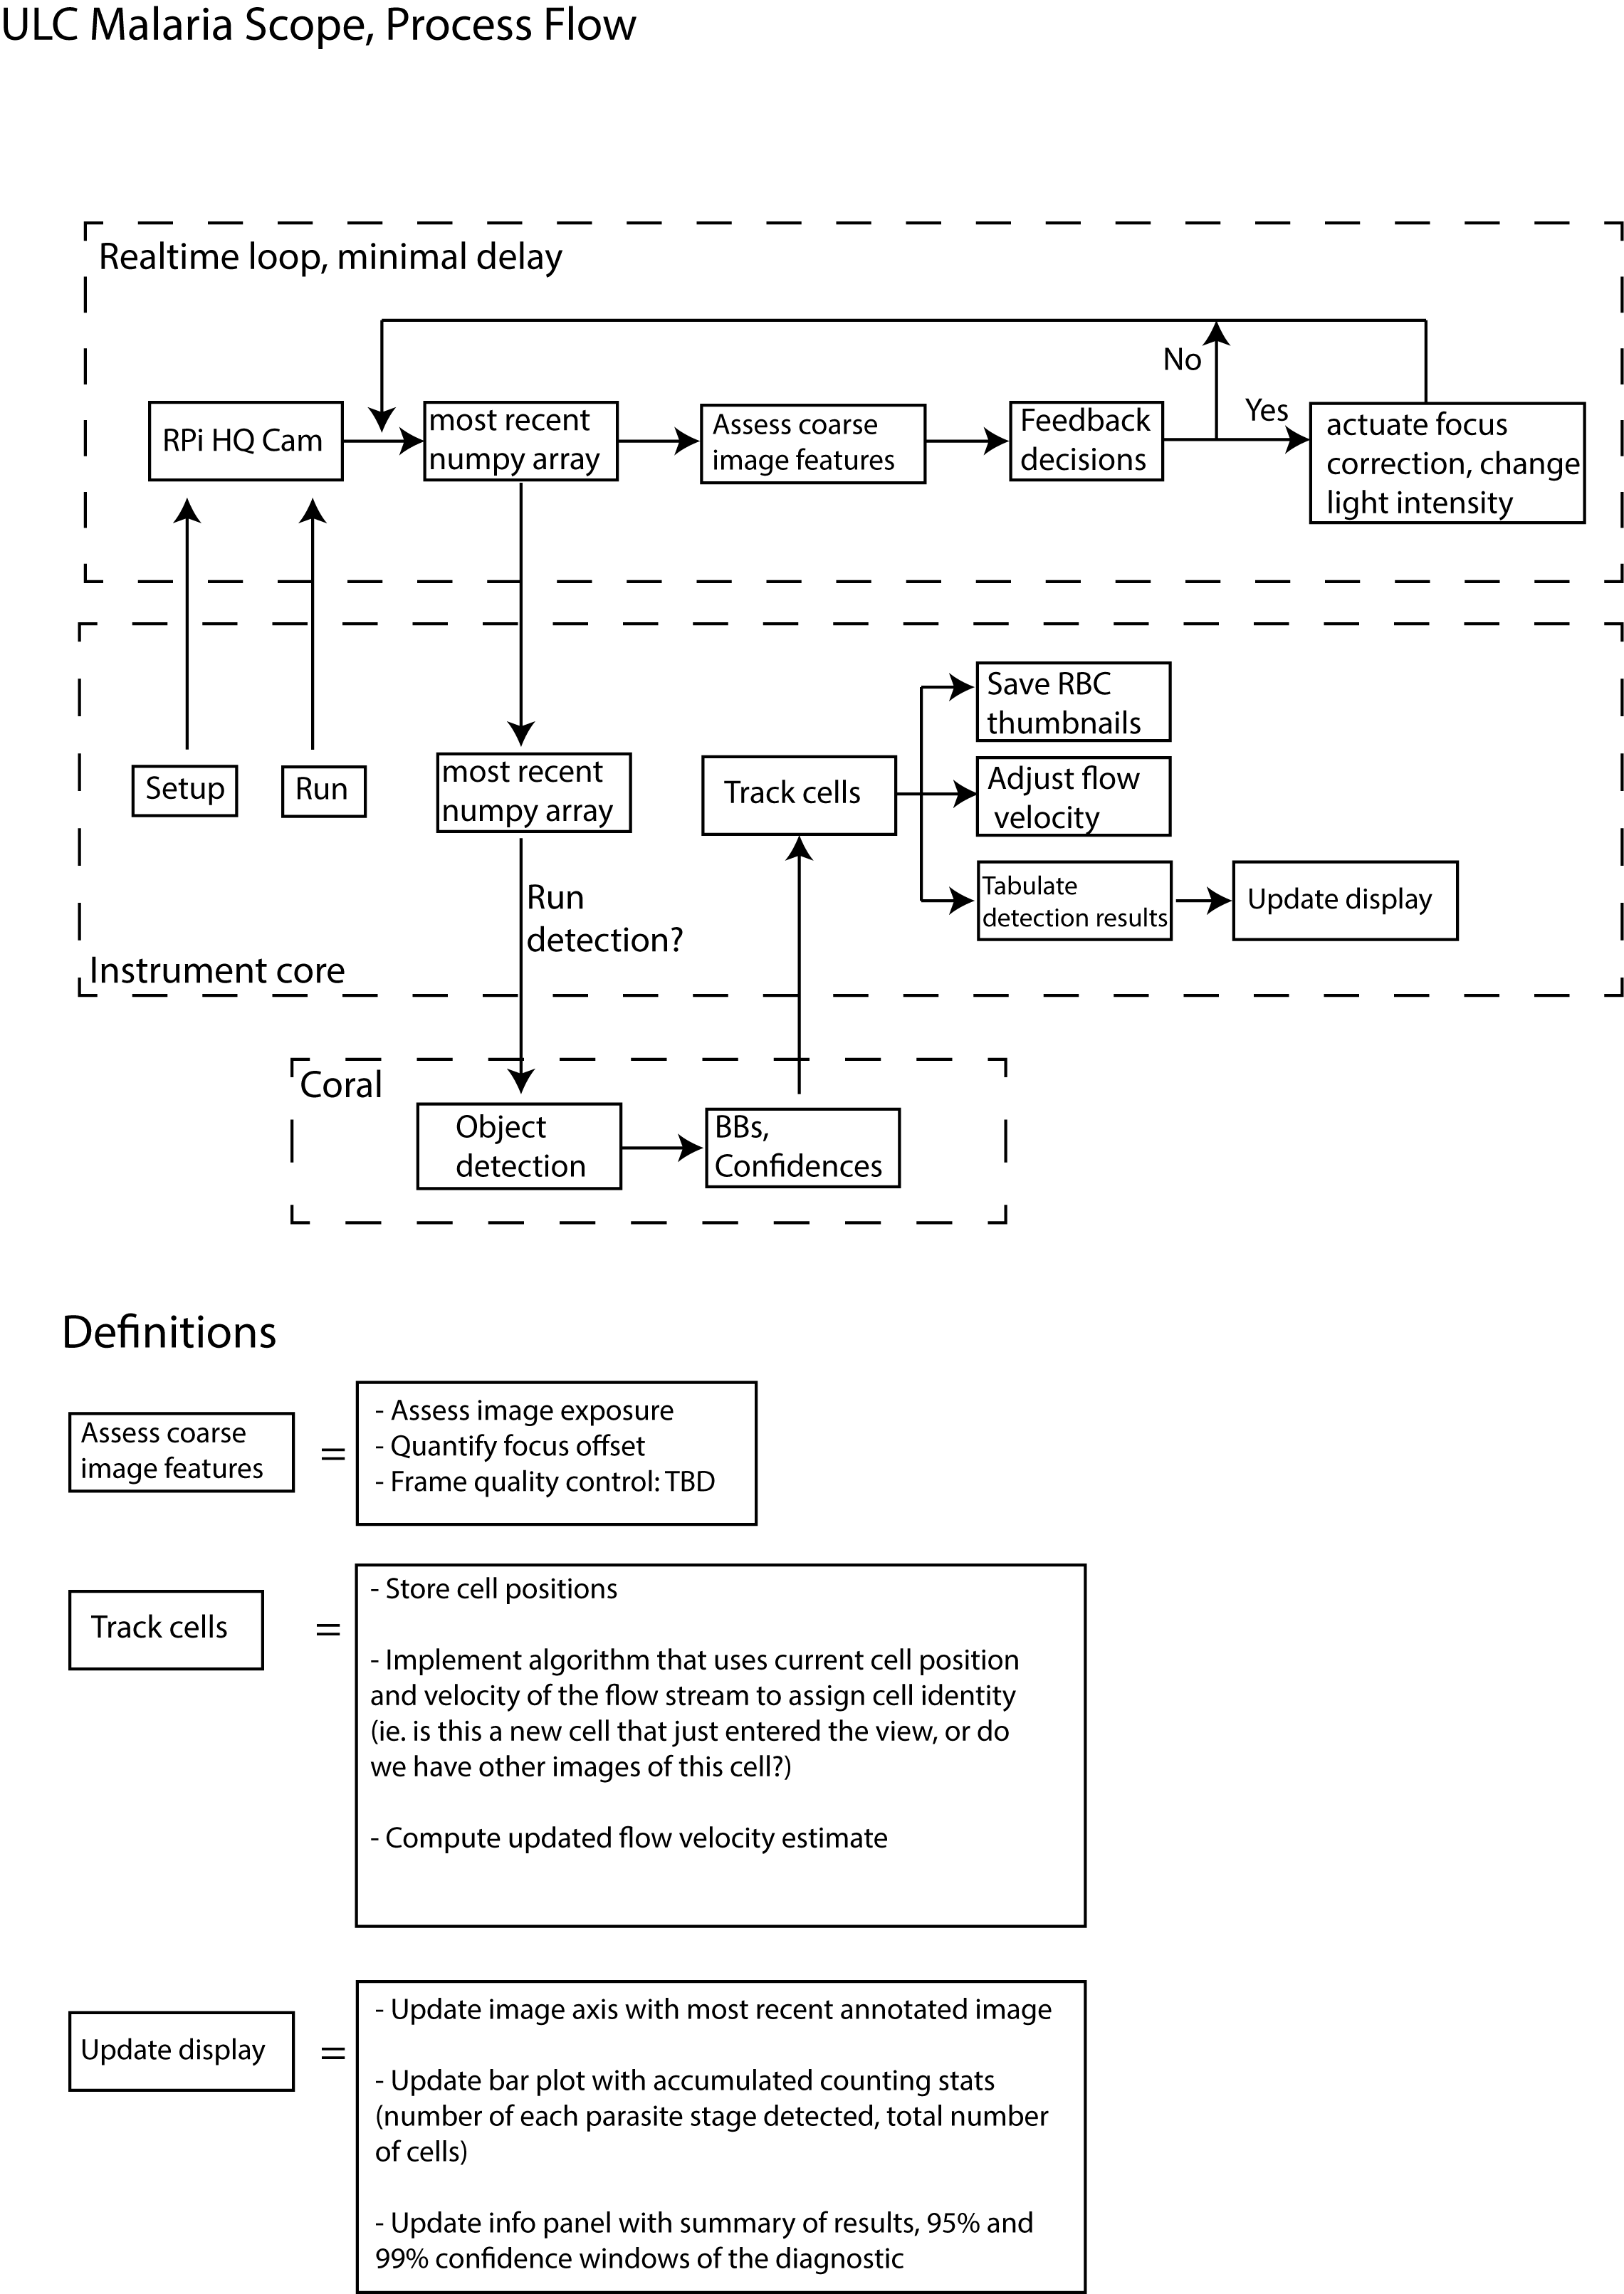 ULC Malaria Scope, Process Flow
Realtime loop, minimal delay
No
Yes
RPi HQ Cam
most recent
numpy array
Assess coarse
image features
Feedback
decisions
actuate focus
correction, change
light intensity
Setup
Run
most recent
numpy array
Track cells
Save RBC
thumbnails
Adjust flow
velocity
Tabulate
detection results
Update display
Run
detection?
Instrument core
Coral
Object
detection
BBs,
Confidences
Definitions
Assess coarse
image features
=
- Assess image exposure
- Quantify focus offset
- Frame quality control: TBD
Track cells
=
- Store cell positions
- Implement algorithm that uses current cell position
and velocity of the flow stream to assign cell identity
(ie. is this a new cell that just entered the view, or do
we have other images of this cell?)
- Compute updated flow velocity estimate
Update display
=
- Update image axis with most recent annotated image
- Update bar plot with accumulated counting stats
(number of each parasite stage detected, total number
of cells)
- Update info panel with summary of results, 95% and
99% confidence windows of the diagnostic